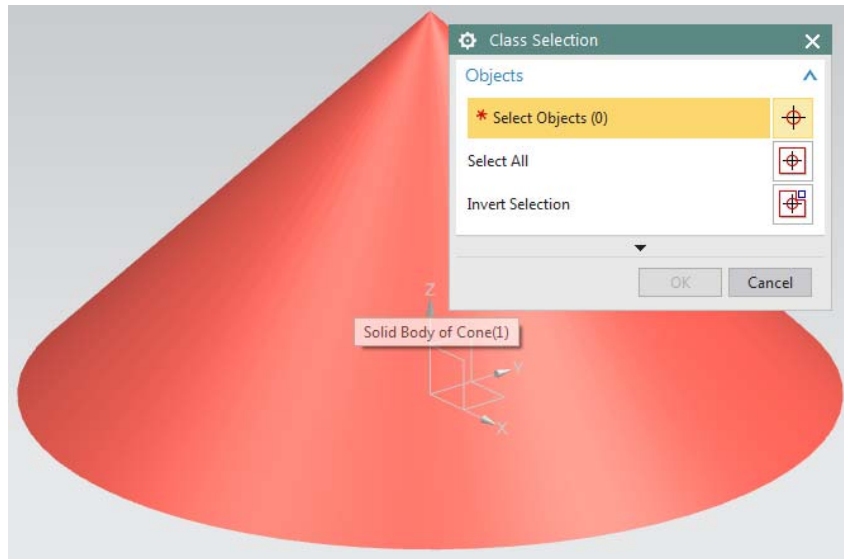 Class Selection
Objects
* Select Objects (0)
Select All
Invert Selection
OK
Cancel
Z
Solid Body of Cone(1)
Y
X